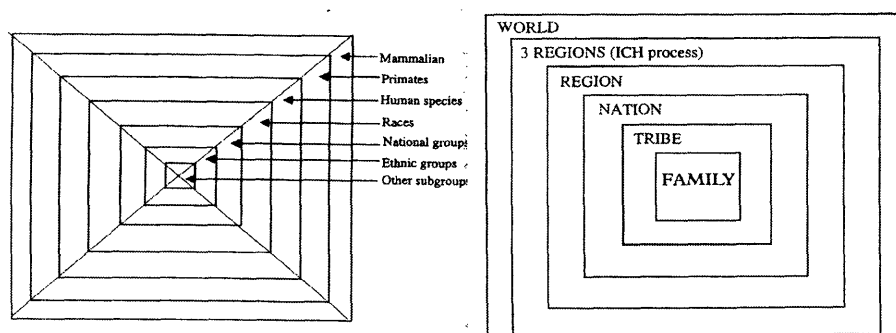 Mammalian
Primates
Human species
Races
National groups
Ethnic groups
Other subgroups
WORLD
3 REGIONS (ICH process)
REGION
NATION
TRIBE
FAMILY